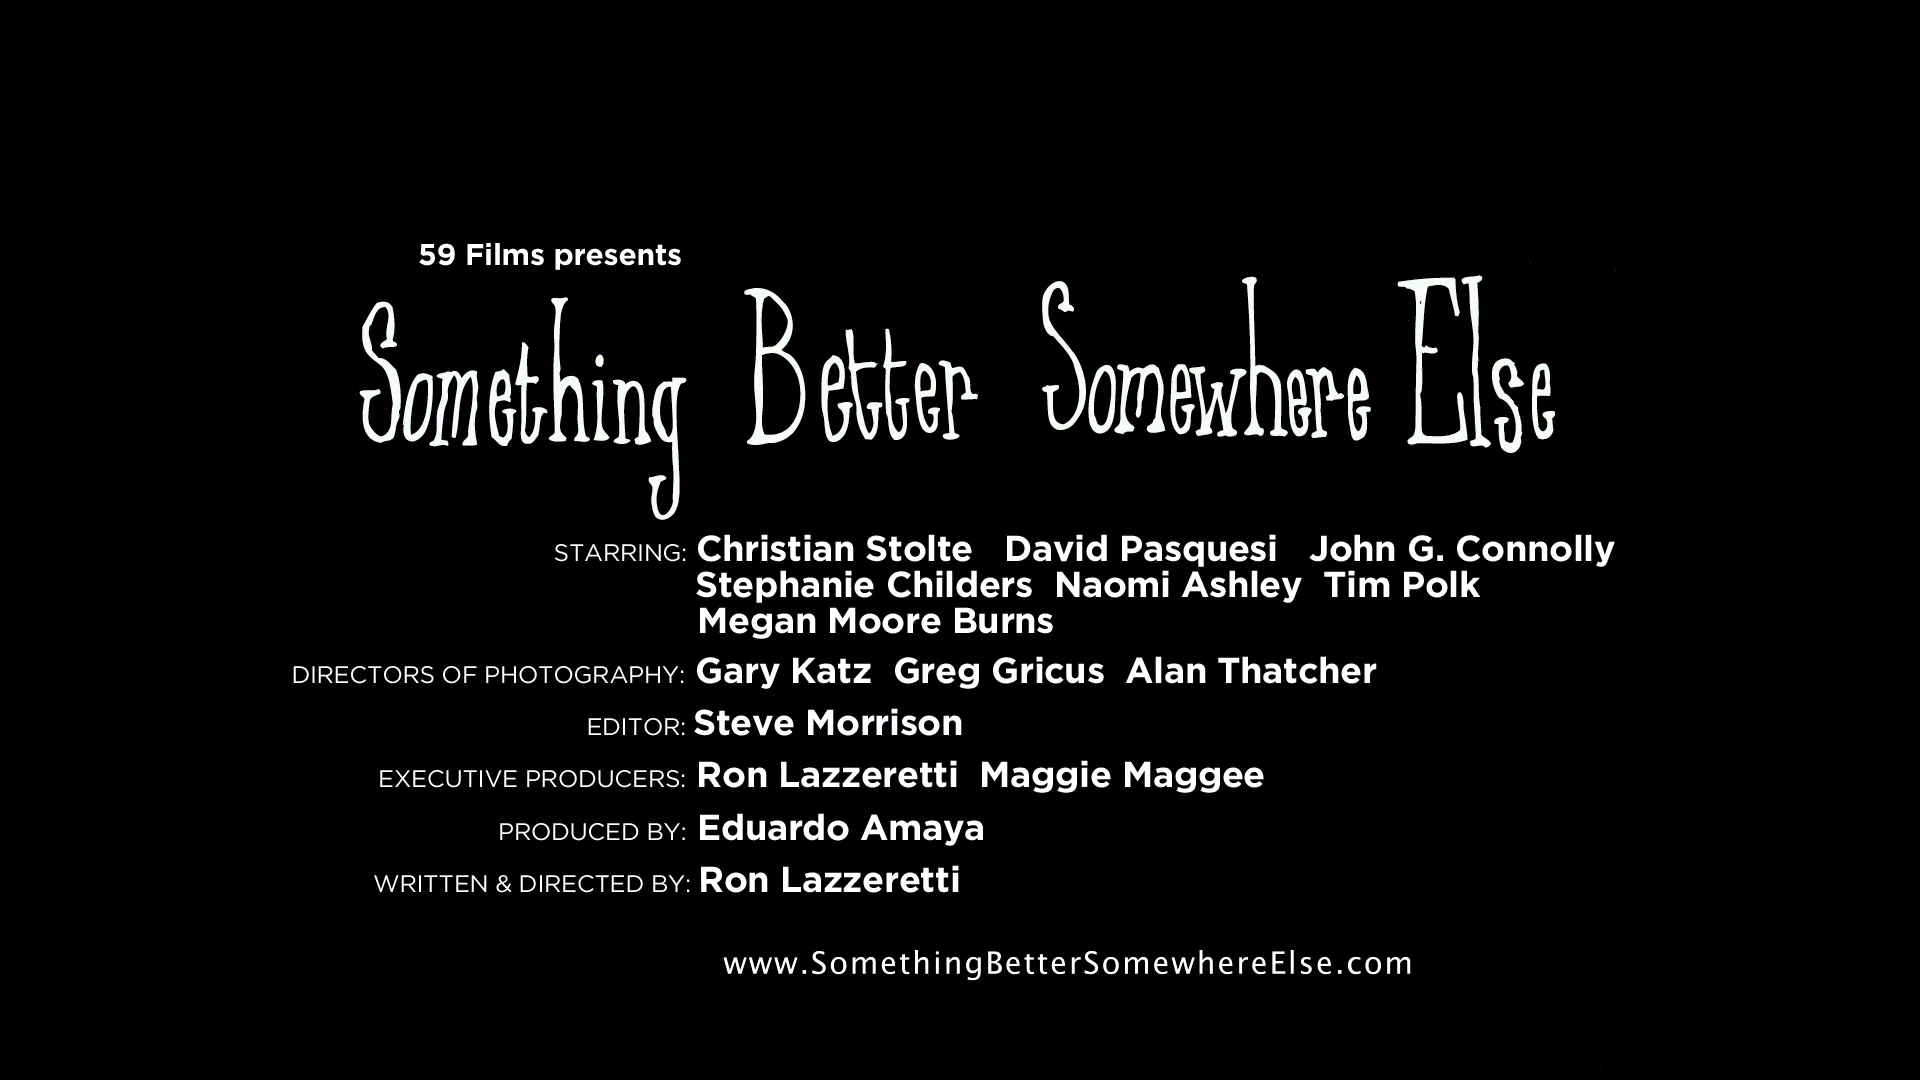 59 Films presents
Something Better Somewhere Else
STARRING: Christian Stolte David Pasquesi John G. Connolly
Stephanie Childers Naomi Ashley Tim Polk
Megan Moore Burns
DIRECTORS OF PHOTOGRAPHY: Gary Katz Greg Gricus Alan Thatcher
EDITOR: Steve Morrison
EXECUTIVE PRODUCERS: Ron Lazzeretti Maggie Maggee
PRODUCED BY: Eduardo Amaya
WRITTEN & DIRECTED BY: Ron Lazzeretti
www.SomethingBetterSomewhereElse.com